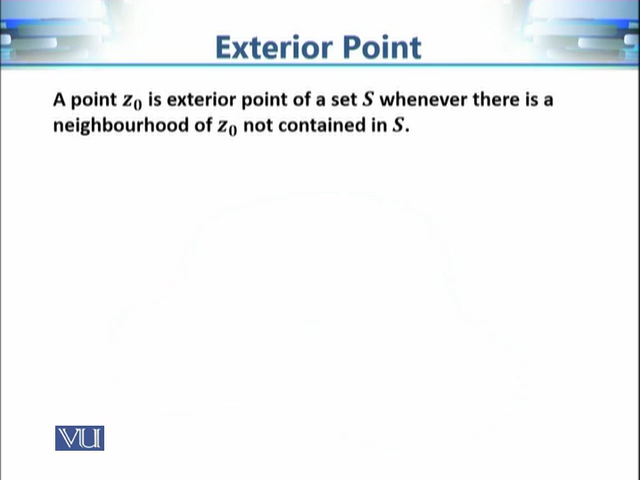 Exterior Point
A point z₀ is exterior point of a set S whenever there is a
neighbourhood of z₀ not contained in S.
VU